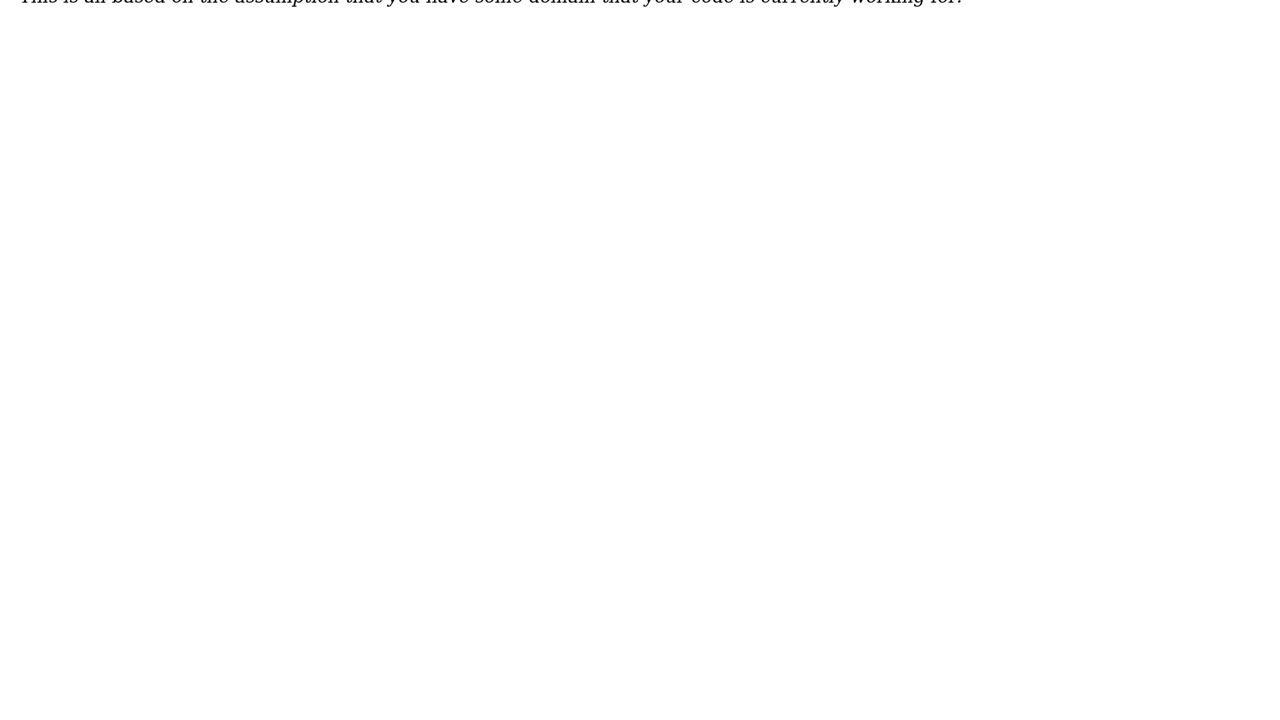 This is all based on the assumption that you have some domain that your code is currently working for.